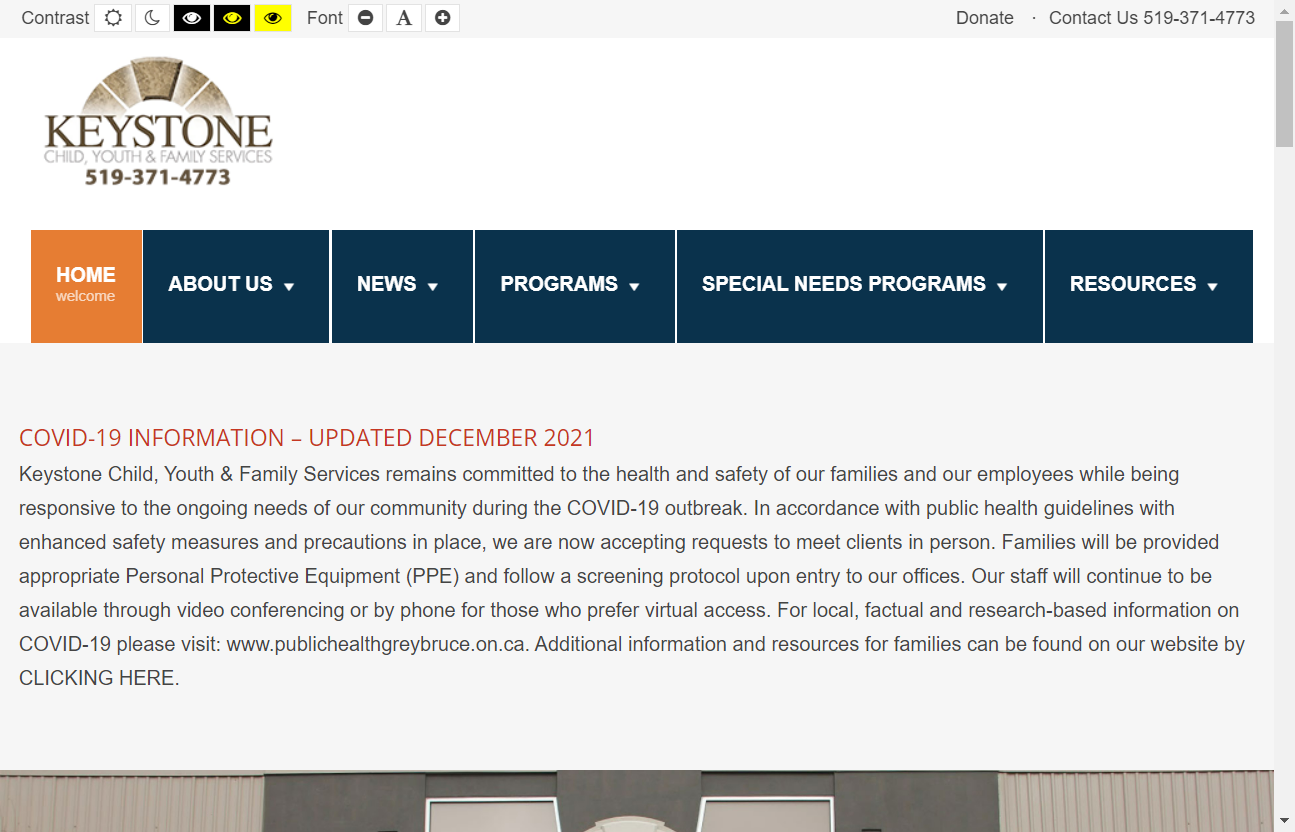 Contrast Font A Donate · Contact Us 519-371-4773
KEYSTONE
CHILD, YOUTH & FAMILY SERVICES
519-371-4773
HOME
welcome
ABOUT US
NEWS
PROGRAMS
SPECIAL NEEDS PROGRAMS
RESOURCES
COVID-19 INFORMATION – UPDATED DECEMBER 2021
Keystone Child, Youth & Family Services remains committed to the health and safety of our families and our employees while being
responsive to the ongoing needs of our community during the COVID-19 outbreak. In accordance with public health guidelines with
enhanced safety measures and precautions in place, we are now accepting requests to meet clients in person. Families will be provided
appropriate Personal Protective Equipment (PPE) and follow a screening protocol upon entry to our offices. Our staff will continue to be
available through video conferencing or by phone for those who prefer virtual access. For local, factual and research-based information on
COVID-19 please visit: www.publichealthgreybruce.on.ca. Additional information and resources for families can be found on our website by
CLICKING HERE.